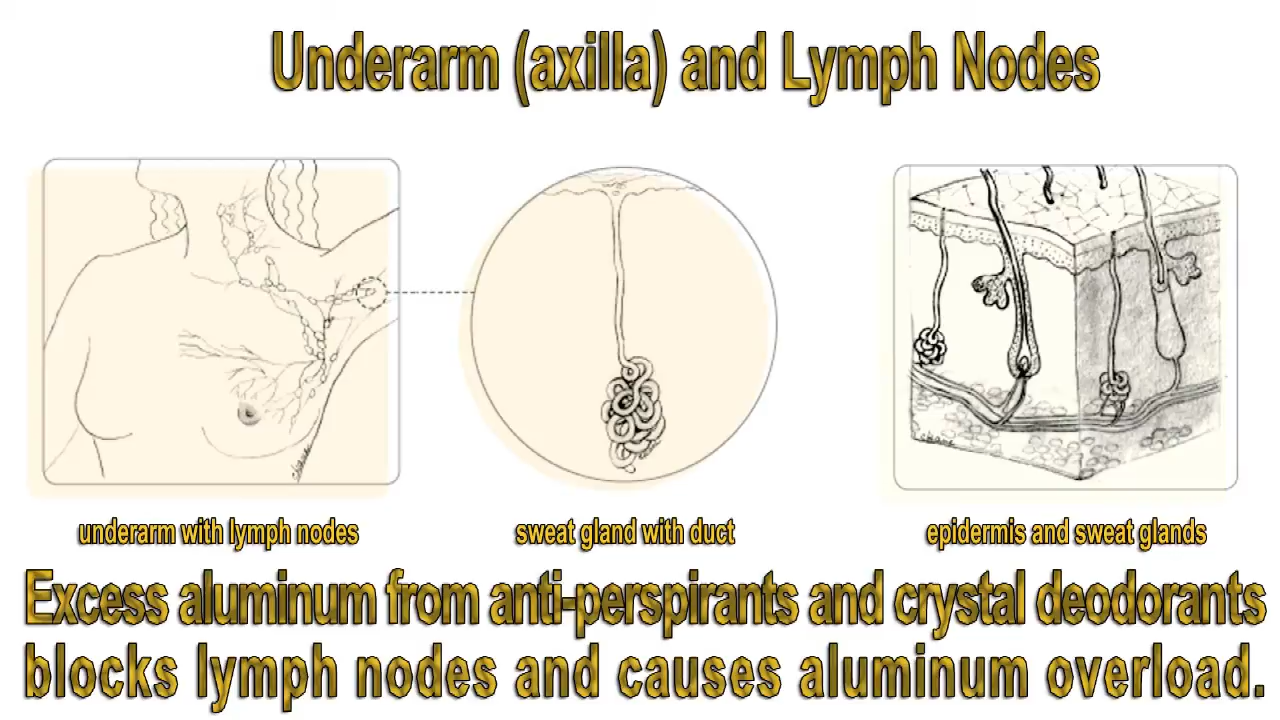 Underarm (axilla) and Lymph Nodes
underarm with lymph nodes
sweat gland with duct
epidermis and sweat glands
Excess aluminum from anti-perspirants and crystal deodorants
blocks lymph nodes and causes aluminum overload.